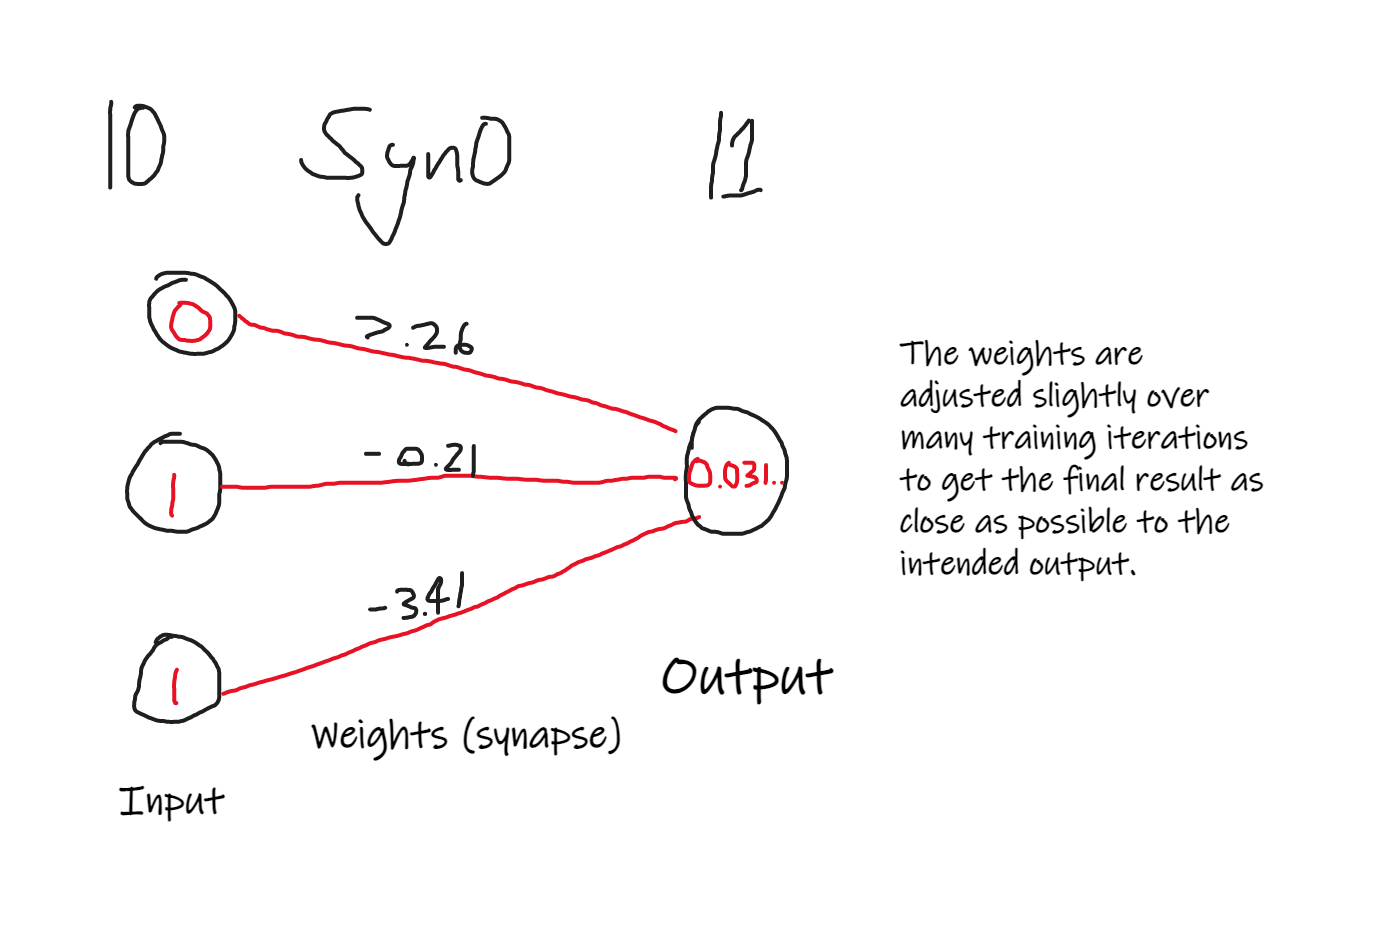 l0 Syn0 l1
0
7.26
-0.21
0.031..
1
-3.41
1
The weights are
adjusted slightly over
many training iterations
to get the final result as
close as possible to the
intended output.
Output
Weights (synapse)
Input